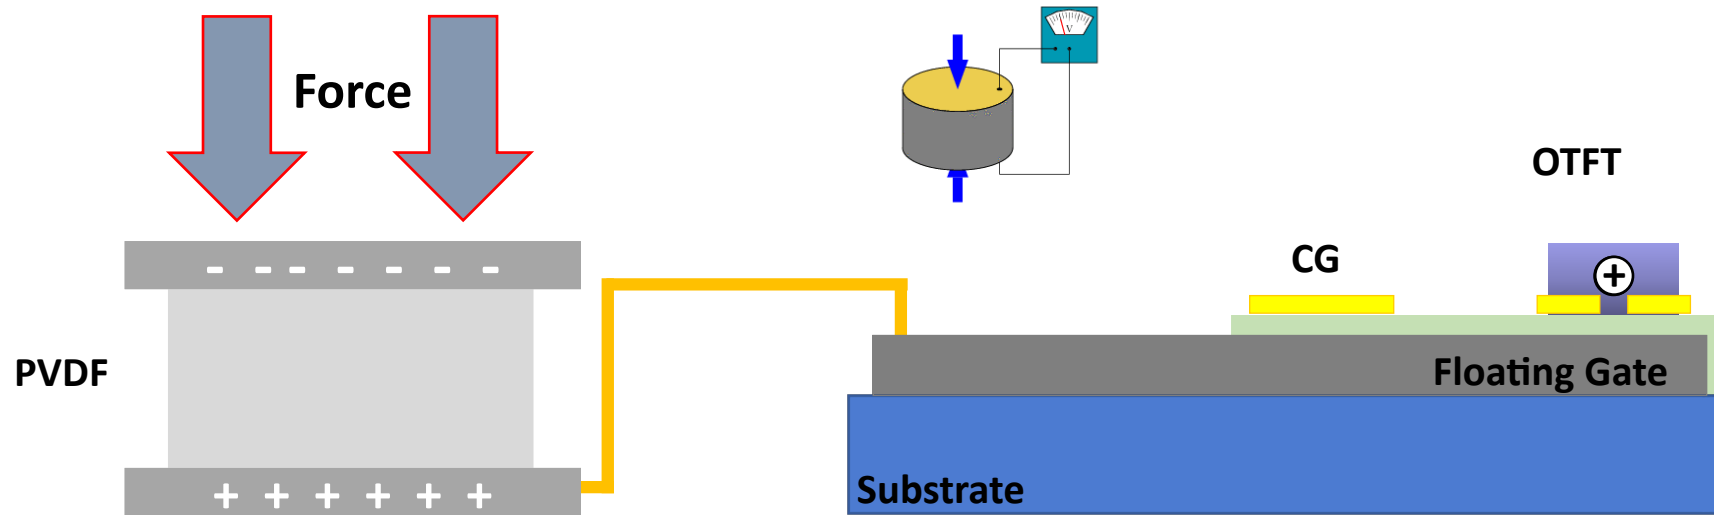 Force
V
OTFT
CG
- - - - - - -
+
PVDF
Floating Gate
+ + + + + +
Substrate